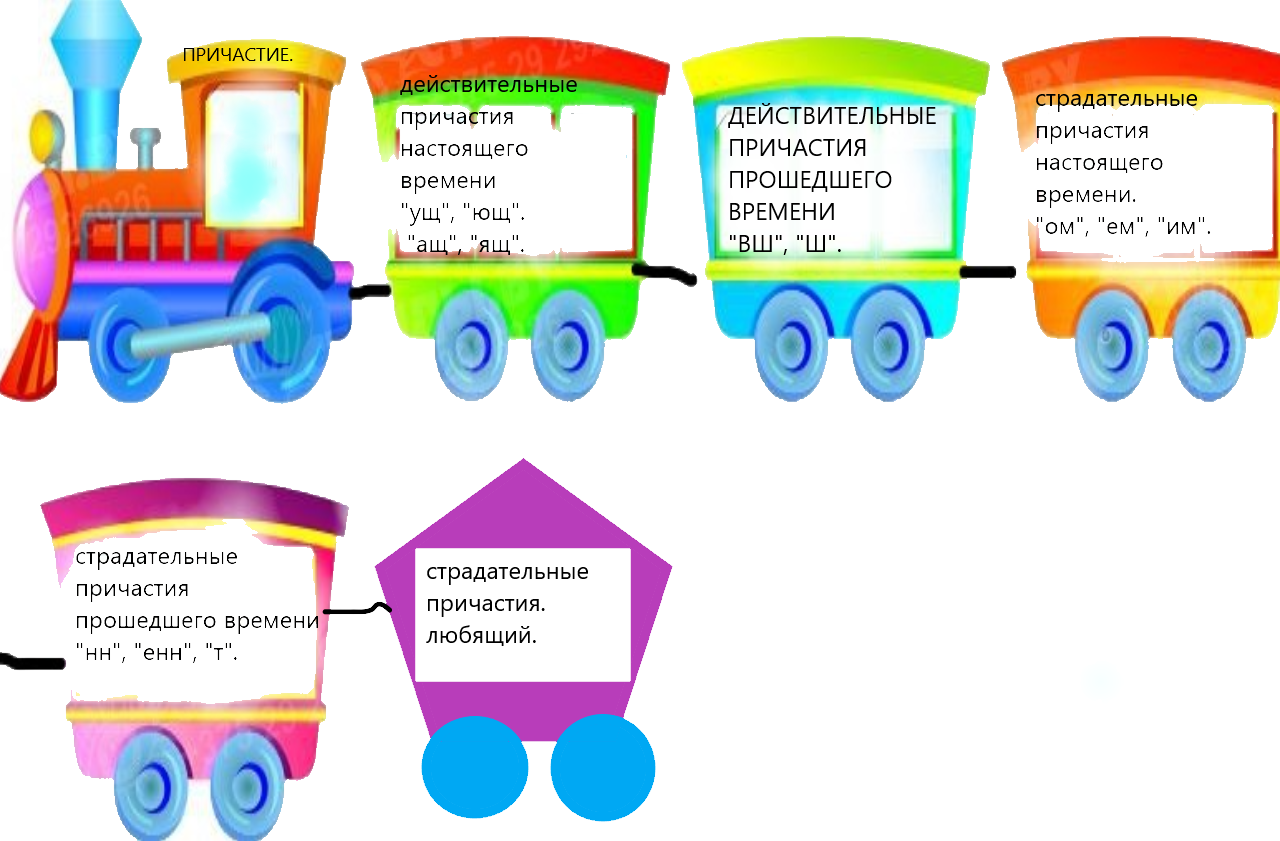 ПРИЧАСТИЕ.
действительные
причастия
настоящего
времени
"ущ", "ющ".
"ащ", "ящ".
ДЕЙСТВИТЕЛЬНЫЕ
ПРИЧАСТИЯ
ПРОШЕДШЕГО
ВРЕМЕНИ
"ВШ", "Ш".
страдательные
причастия
настоящего
времени.
"ом", "ем", "им".
страдательные
причастия
прошедшего времени
"нн", "енн", "т".
страдательные
причастия.
любящий.